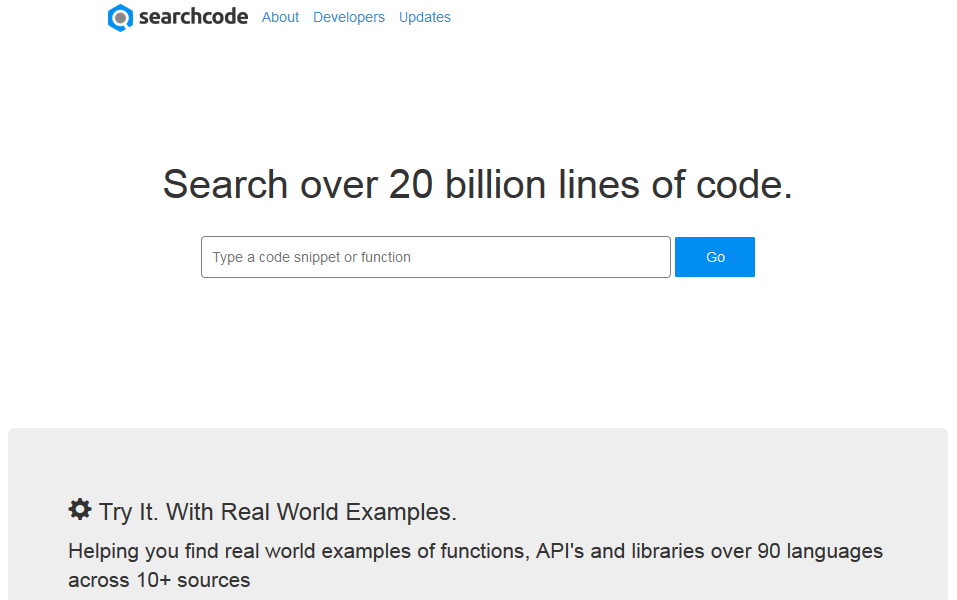 searchcode About Developers Updates
Search over 20 billion lines of code.
Type a code snippet or function Go
Try It. With Real World Examples.
Helping you find real world examples of functions, API's and libraries over 90 languages
across 10+ sources